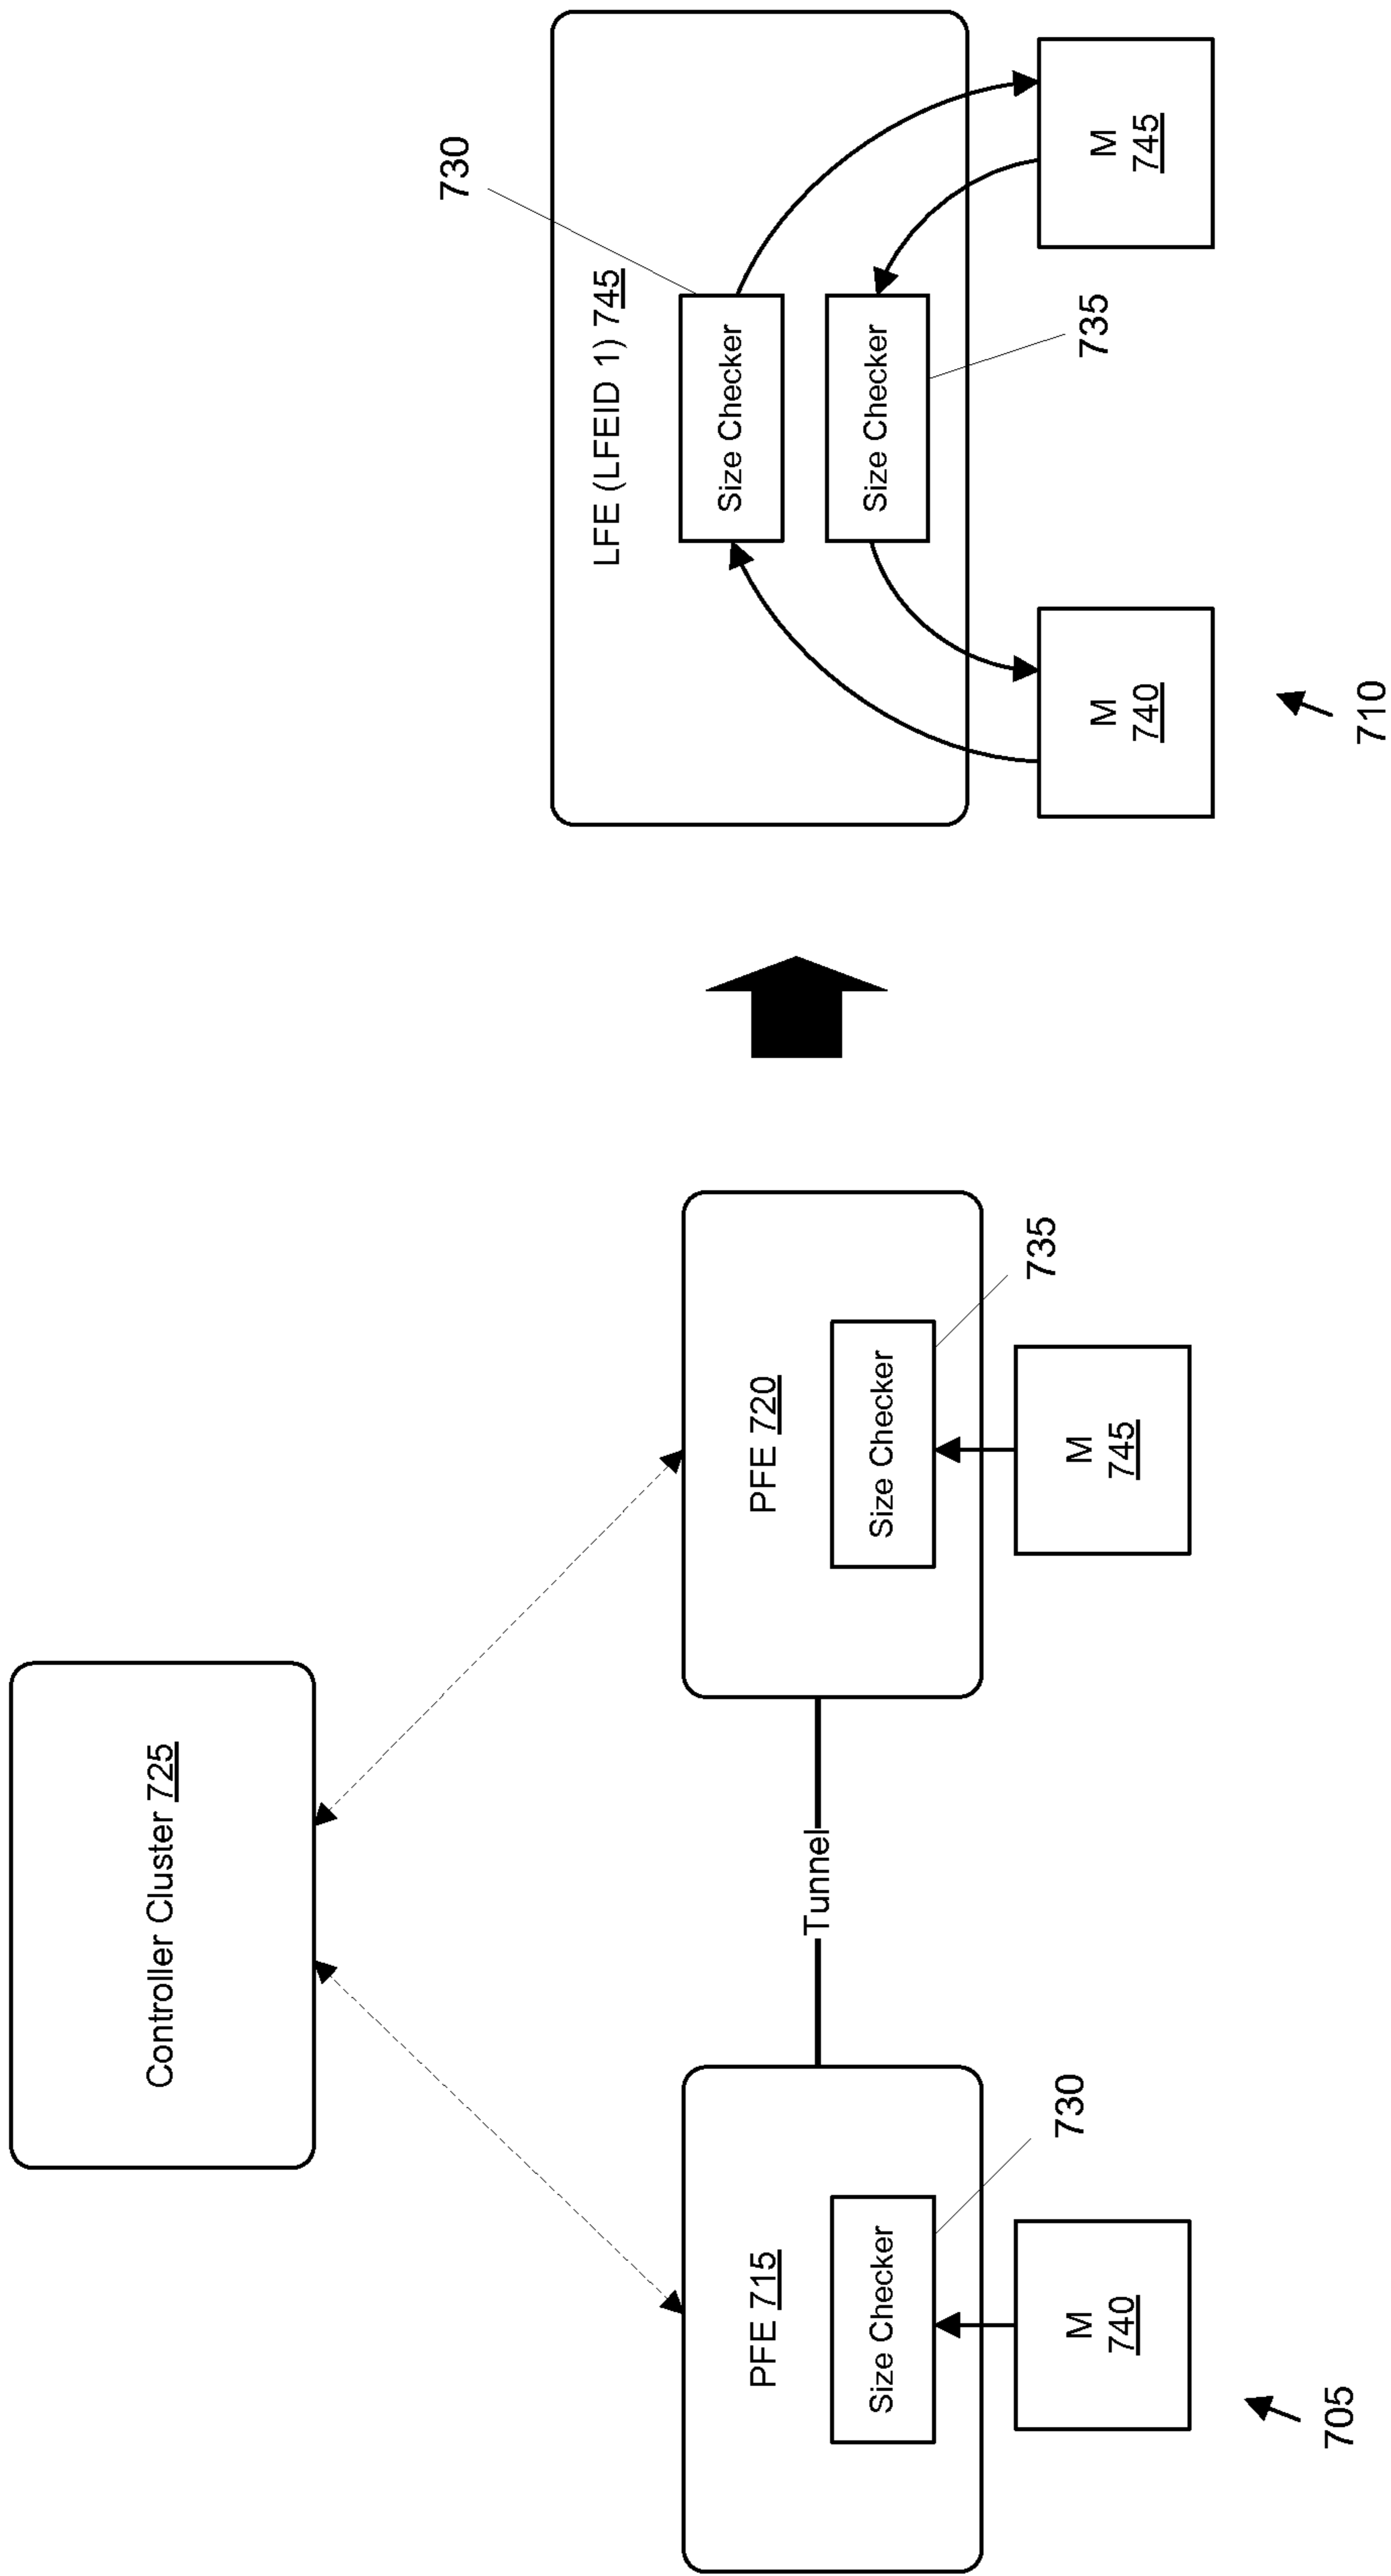 Controller Cluster 725
PFE 715
Size Checker
730
M
740
705
Tunnel
PFE 720
Size Checker
735
M
745
730
LFE (LFEID 1) 745
Size Checker
Size Checker
735
M
740
M
745
710